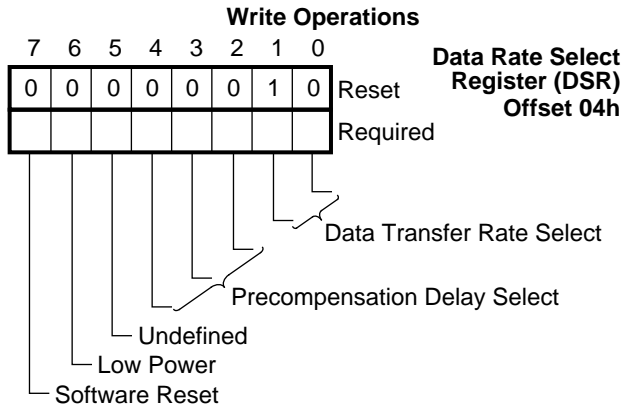 Write Operations
7 6 5 4 3 2 1 0
Data Rate Select
Register (DSR)
Offset 04h
0 0 0 0 0 0 1 0 Reset
Required
Data Transfer Rate Select
Precompensation Delay Select
Undefined
Low Power
Software Reset